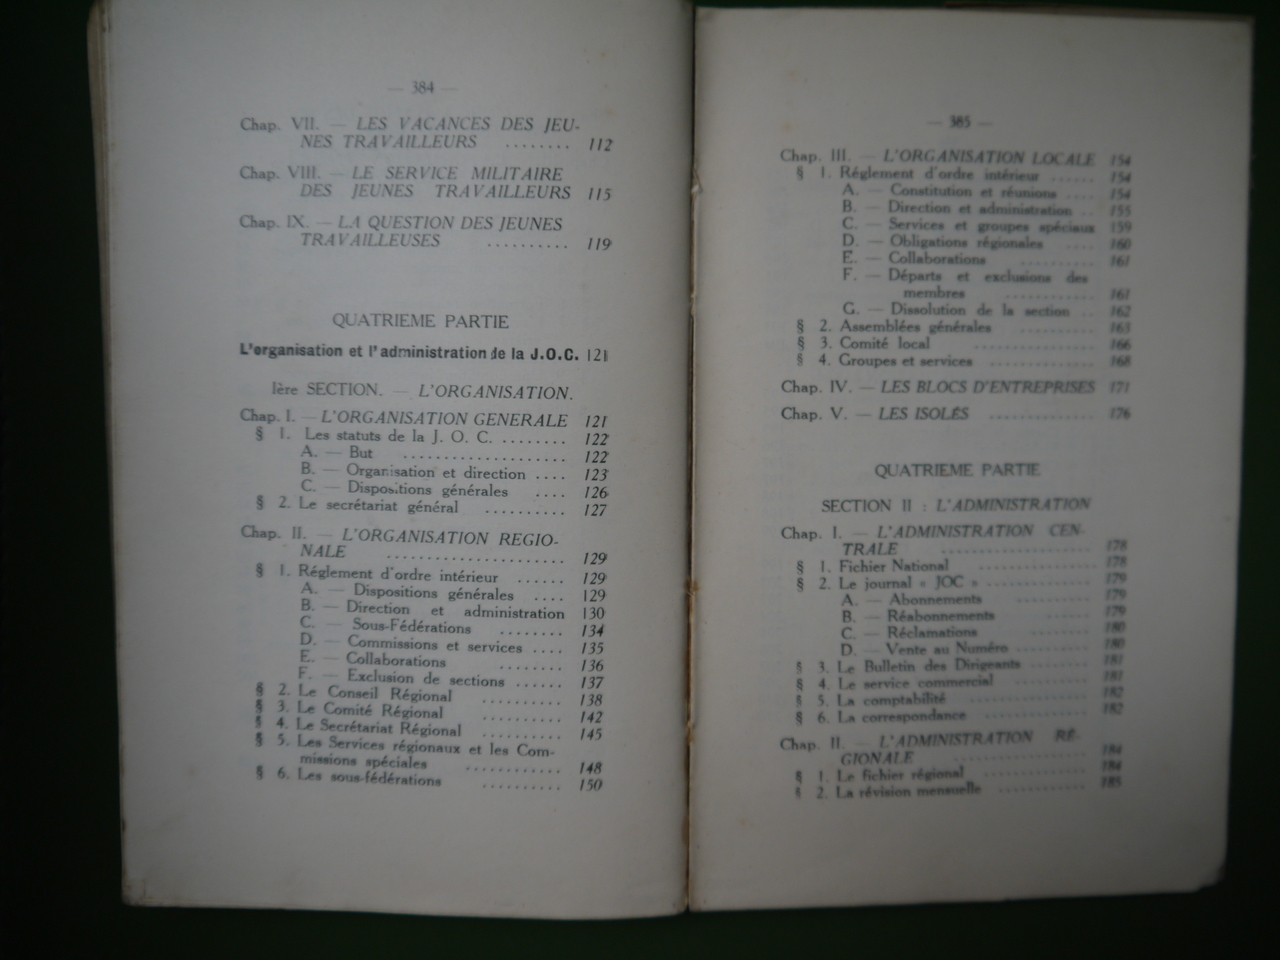 — 384 —
Chap. VII. — LES VACANCES DES JEU-
NES TRAVAILLEURS ........ 112
Chap. VIII. — LE SERVICE MILITAIRE
DES JEUNES TRAVAILLEURS 115
Chap. IX. — LA QUESTION DES JEUNES
TRAVAILLEUSES .......... 119
QUATRIEME PARTIE
L'organisation et l'administration de la J.O.C. 121
1ère SECTION. — L'ORGANISATION.
Chap. I. — L'ORGANISATION GENERALE 121
§ 1. Les statuts de la J. O. C. ........ 122
A. — But .................... 122
B. — Organisation et direction .... 123
C. — Dispositions générales .... 126
§ 2. Le secrétariat général .......... 127
Chap. II. — L'ORGANISATION REGIO-
NALE ...................... 129
§ 1. Réglement d'ordre intérieur ...... 129
A. — Dispositions générales .... 129
B. — Direction et administration 130
C. — Sous-Fédérations ........ 134
D. — Commissions et services .... 135
E. — Collaborations ........ 136
F. — Exclusion de sections ...... 137
§ 2. Le Conseil Régional .......... 138
§ 3. Le Comité Régional .......... 142
§ 4. Le Secrétariat Régional .......... 145
§ 5. Les Services régionaux et les Com-
missions spéciales ............ 148
§ 6. Les sous-fédérations .......... 150
— 385 —
Chap. III. — L'ORGANISATION LOCALE 154
§ 1. Réglement d'ordre intérieur ...... 154
A. — Constitution et réunions .... 154
B. — Direction et administration .. 155
C. — Services et groupes spéciaux 159
D. — Obligations régionales .... 160
E. — Collaborations .......... 161
F. — Départs et exclusions des
membres ............ 161
G. — Dissolution de la section .. 162
§ 2. Assemblées générales .......... 163
§ 3. Comité local ................ 166
§ 4. Groupes et services ............ 168
Chap. IV. — LES BLOCS D'ENTREPRISES 171
Chap. V. — LES ISOLÉS ............ 176
QUATRIEME PARTIE
SECTION II : L'ADMINISTRATION
Chap. I. — L'ADMINISTRATION CEN-
TRALE .................. 178
§ 1. Fichier National .............. 178
§ 2. Le journal « JOC » .............. 179
A. — Abonnements .......... 179
B. — Réabonnements ........ 179
C. — Réclamations .......... 180
D. — Vente au Numéro .......... 180
§ 3. Le Bulletin des Dirigeants ........ 181
§ 4. Le service commercial .......... 181
§ 5. La comptabilité .............. 182
§ 6. La correspondance ............ 182
Chap. II. — L'ADMINISTRATION RÉ-
GIONALE ................ 184
§ 1. Le fichier régional ............ 184
§ 2. La révision mensuelle ............ 185